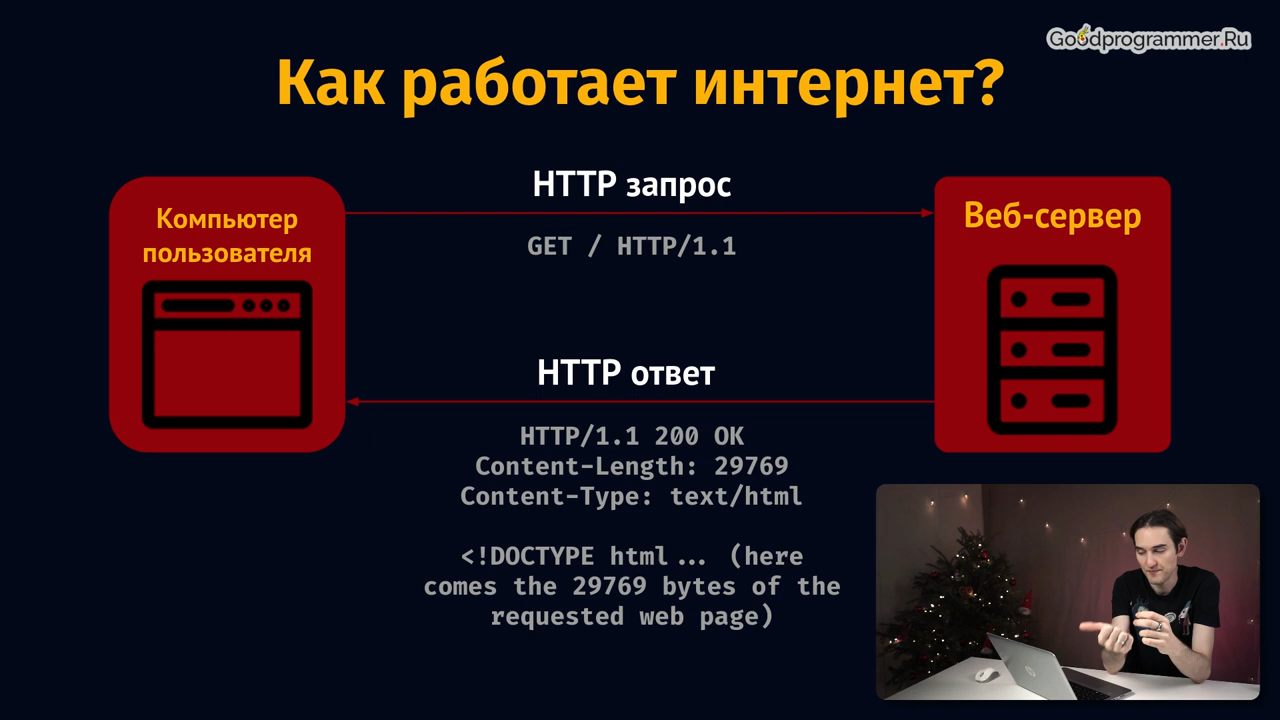 Goodprogrammer.Ru
Как работает интернет?
HTTP запрос
Компьютер
пользователя
Веб-сервер
GET / HTTP/1.1
HTTP ответ
HTTP/1.1 200 OK
Content-Length: 29769
Content-Type: text/html
<!DOCTYPE html... (here
comes the 29769 bytes of the
requested web page)